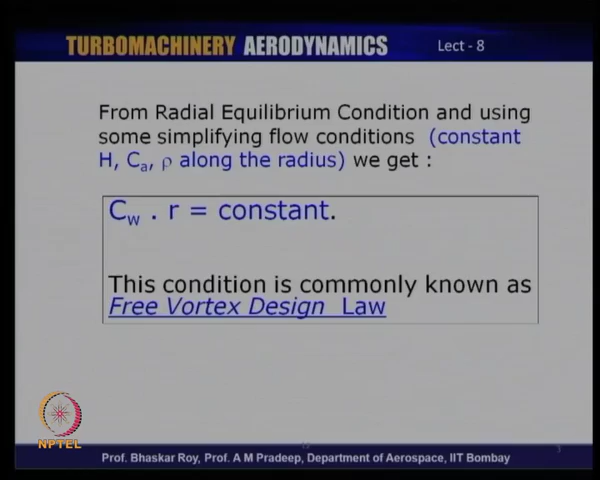 TURBOMACHINERY AERODYNAMICS Lect - 8
From Radial Equilibrium Condition and using
some simplifying flow conditions (constant
H, Ca, ρ along the radius) we get :
Cw . r = constant.
This condition is commonly known as
Free Vortex Design Law
NPTEL
Prof. Bhaskar Roy, Prof. A M Pradeep, Department of Aerospace, IIT Bombay
3